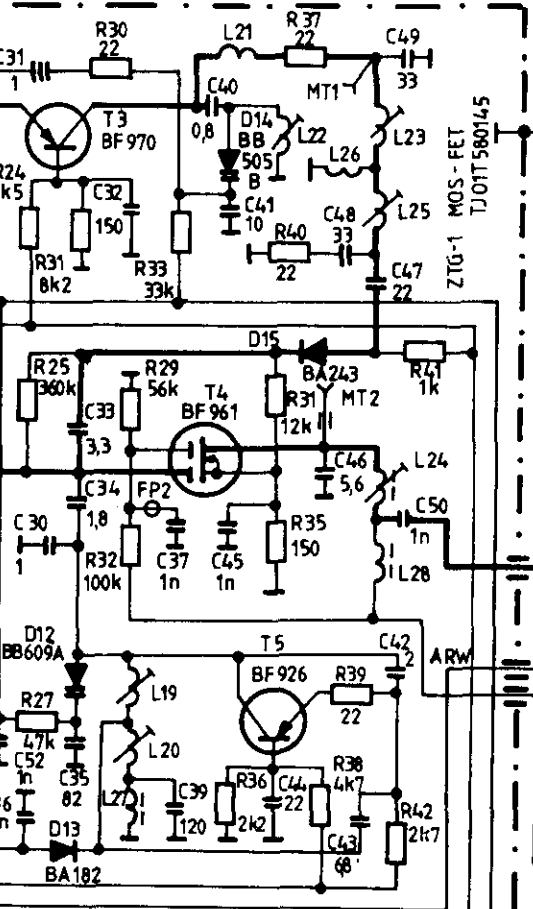 R37
22
R30
22
L21
C49
33
C31
1
C40
0,8
MT1
T3
BF970
D14
BB
505
B
L22
L23
L26
R24
k5
C32
150
C41
10
C48
33
L25
ZTG-1 MOS-FET
TJ01T580145
R31
8k2
R33
33k
R40
22
C47
22
D15
BA243
R41
1k
R25
360k
R29
56k
T4
BF961
R31
12k
MT2
C33
3,3
C46
5,6
L24
C34
1,8
FP2
C50
1n
C30
1
R32
100k
C37
1n
C45
1n
R35
150
L28
D12
BB609A
T5
BF926
C42
2
ARW
R39
22
L19
R27
47k
L20
C52
1n
C35
82
L27
C39
120
R36
2k2
C44
22
R38
4k7
R42
2k7
6
n
D13
BA182
C43
68